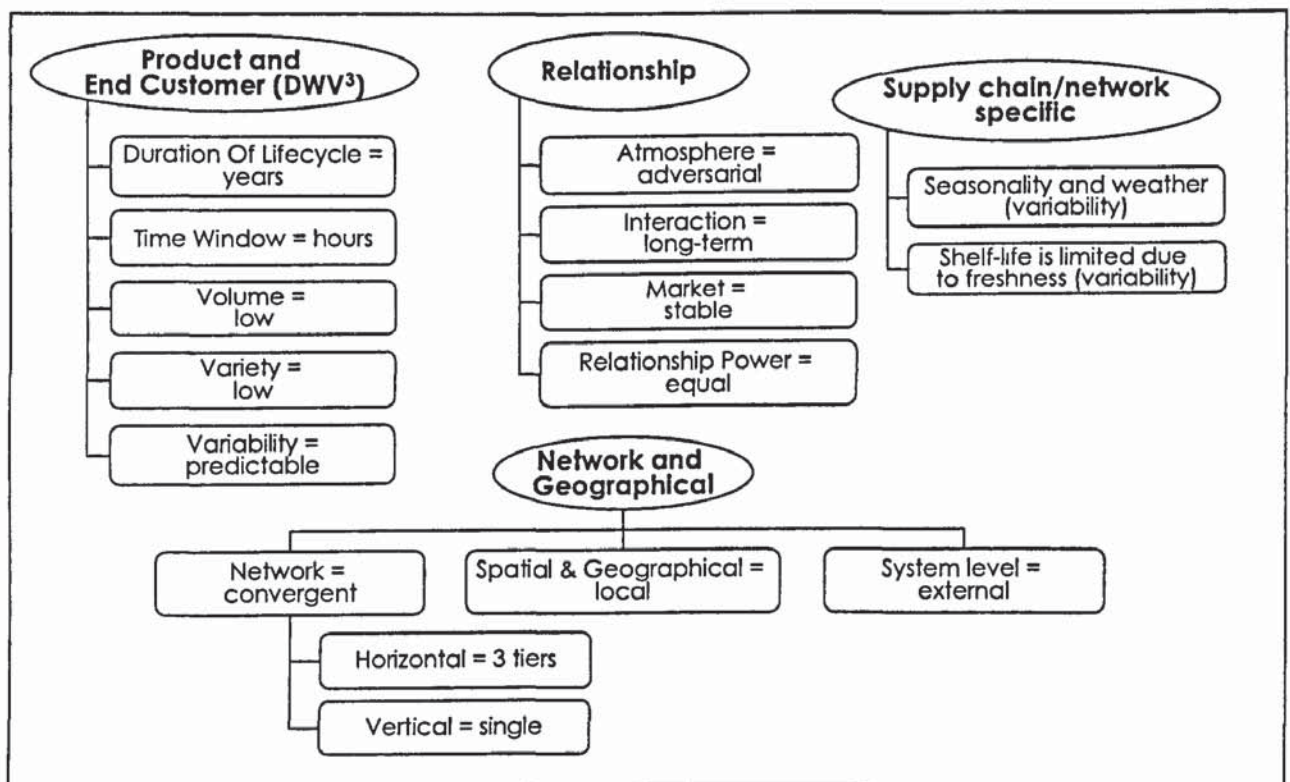 Product and
End Customer (DWV³)
Duration Of Lifecycle =
years
Time Window = hours
Volume =
low
Variety =
low
Variability =
predictable
Relationship
Atmosphere =
adversarial
Interaction =
long-term
Market =
stable
Relationship Power =
equal
Supply chain/network
specific
Seasonality and weather
(variability)
Shelf-life is limited due
to freshness (variability)
Network and
Geographical
Network =
convergent
Horizontal = 3 tiers
Vertical = single
Spatial & Geographical =
local
System level =
external